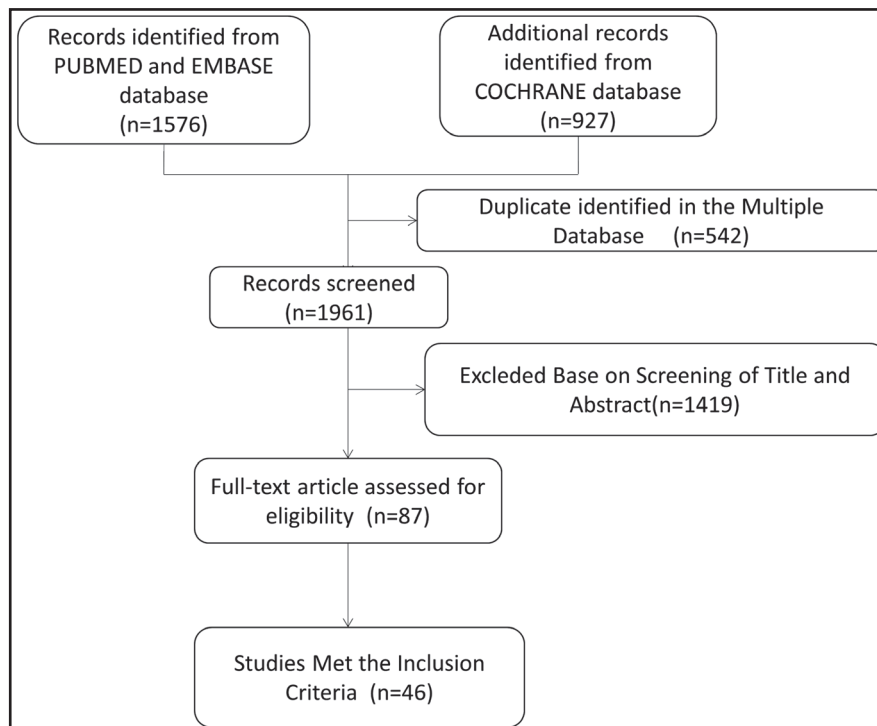 Records identified from
PUBMED and EMBASE
database
(n=1576)
Additional records
identified from
COCHRANE database
(n=927)
Duplicate identified in the Multiple
Database (n=542)
Records screened
(n=1961)
Excleded Base on Screening of Title and
Abstract(n=1419)
Full-text article assessed for
eligibility (n=87)
Studies Met the Inclusion
Criteria (n=46)